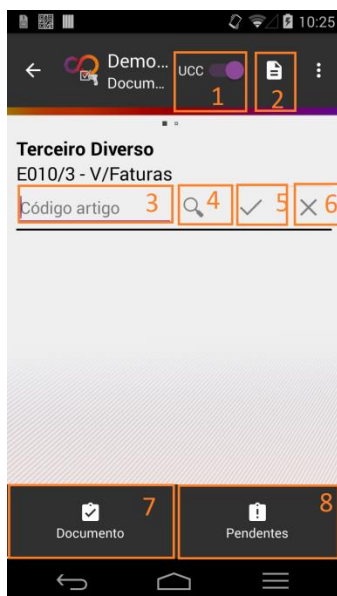 10:25
Demo...
Docum...
UCC
1
2
Terceiro Diverso
E010/3 - V/Faturas
Código artigo 3 4 5 6
7 8
Documento Pendentes